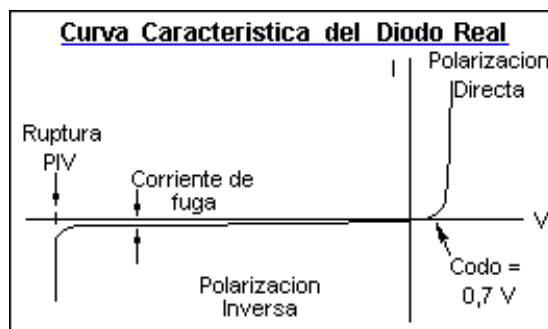 Curva Caracteristica del Diodo Real
I
Polarizacion
Directa
Ruptura
PIV
Corriente de
fuga
V
Codo =
0,7 V
Polarizacion
Inversa